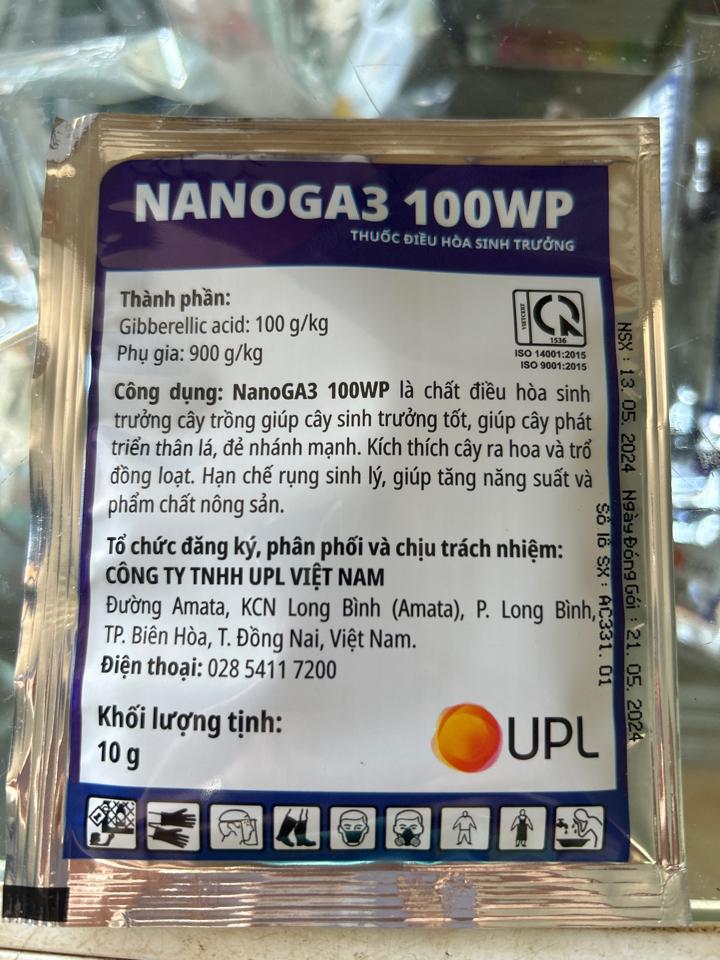 NANOGA3 100WP
THUỐC ĐIỀU HÒA SINH TRƯỞNG
Thành phần:
Gibberellic acid: 100 g/kg
Phụ gia: 900 g/kg
VIETCERT
1536
ISO 14001:2015
ISO 9001:2015
Công dụng: NanoGA3 100WP là chất điều hòa sinh
trưởng cây trồng giúp cây sinh trưởng tốt, giúp cây phát
triển thân lá, đẻ nhánh mạnh. Kích thích cây ra hoa và trổ
đồng loạt. Hạn chế rụng sinh lý, giúp tăng năng suất và
phẩm chất nông sản.
Tổ chức đăng ký, phân phối và chịu trách nhiệm:
CÔNG TY TNHH UPL VIỆT NAM
Đường Amata, KCN Long Bình (Amata), P. Long Bình,
TP. Biên Hòa, T. Đồng Nai, Việt Nam.
Điện thoại: 028 5411 7200
Khối lượng tịnh:
10 g
UPL
NSX : 13. 05. 2024 Ngày Đóng Gói : 21. 05. 2024
Số lô SX : AC331. 01